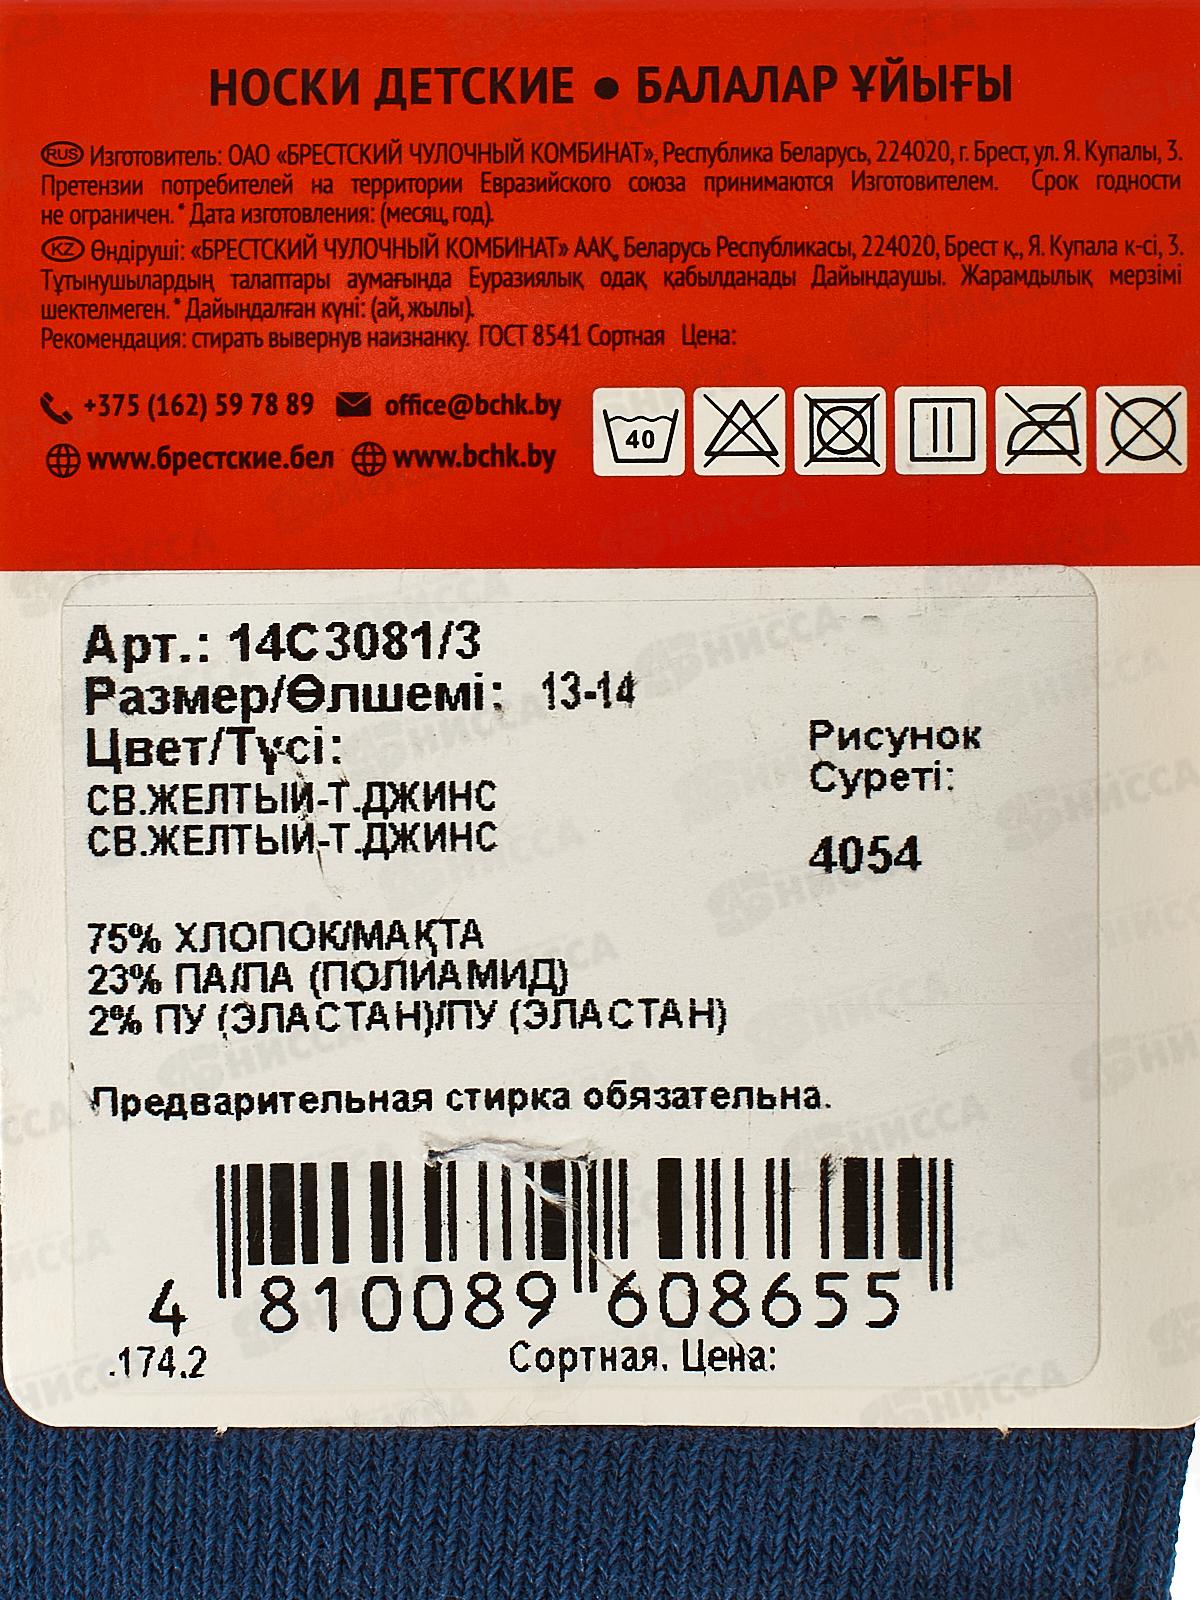 НОСКИ ДЕТСКИЕ ● БАЛАЛАР ҰЙЫҒЫ
RUS Изготовитель: ОАО «БРЕСТСКИЙ ЧУЛОЧНЫЙ КОМБИНАТ», Республика Беларусь, 224020, г. Брест, ул. Я. Купалы, 3.
Претензии потребителей на территории Евразийского союза принимаются Изготовителем. Срок годности
не ограничен. * Дата изготовления: (месяц, год).
KZ Өндіруші: «БРЕСТСКИЙ ЧУЛОЧНЫЙ КОМБИНАТ» ААҚ, Беларусь Республикасы, 224020, Брест қ., Я. Купала к-сі, 3.
Тұтынушылардың талаптары аумағында Еуразиялық одақ қабылданады Дайындаушы. Жарамдылық мерзімі
шектелмеген. * Дайындалған күні: (ай, жылы).
Рекомендация: стирать вывернув наизнанку. ГОСТ 8541 Сортная Цена:
+375 (162) 59 78 89 office@bchk.by
www.брестские.бел www.bchk.by
40
Арт.: 14С3081/3
Размер/Өлшемі: 13-14
Цвет/Түсі:
СВ.ЖЕЛТЫЙ-Т.ДЖИНС
СВ.ЖЕЛТЫЙ-Т.ДЖИНС
Рисунок
Суреті:
4054
75% ХЛОПОК/МАҚТА
23% ПА/ПА (ПОЛИАМИД)
2% ПУ (ЭЛАСТАН)/ПУ (ЭЛАСТАН)
Предварительная стирка обязательна.
4 810089 608655
.174.2 Сортная. Цена: